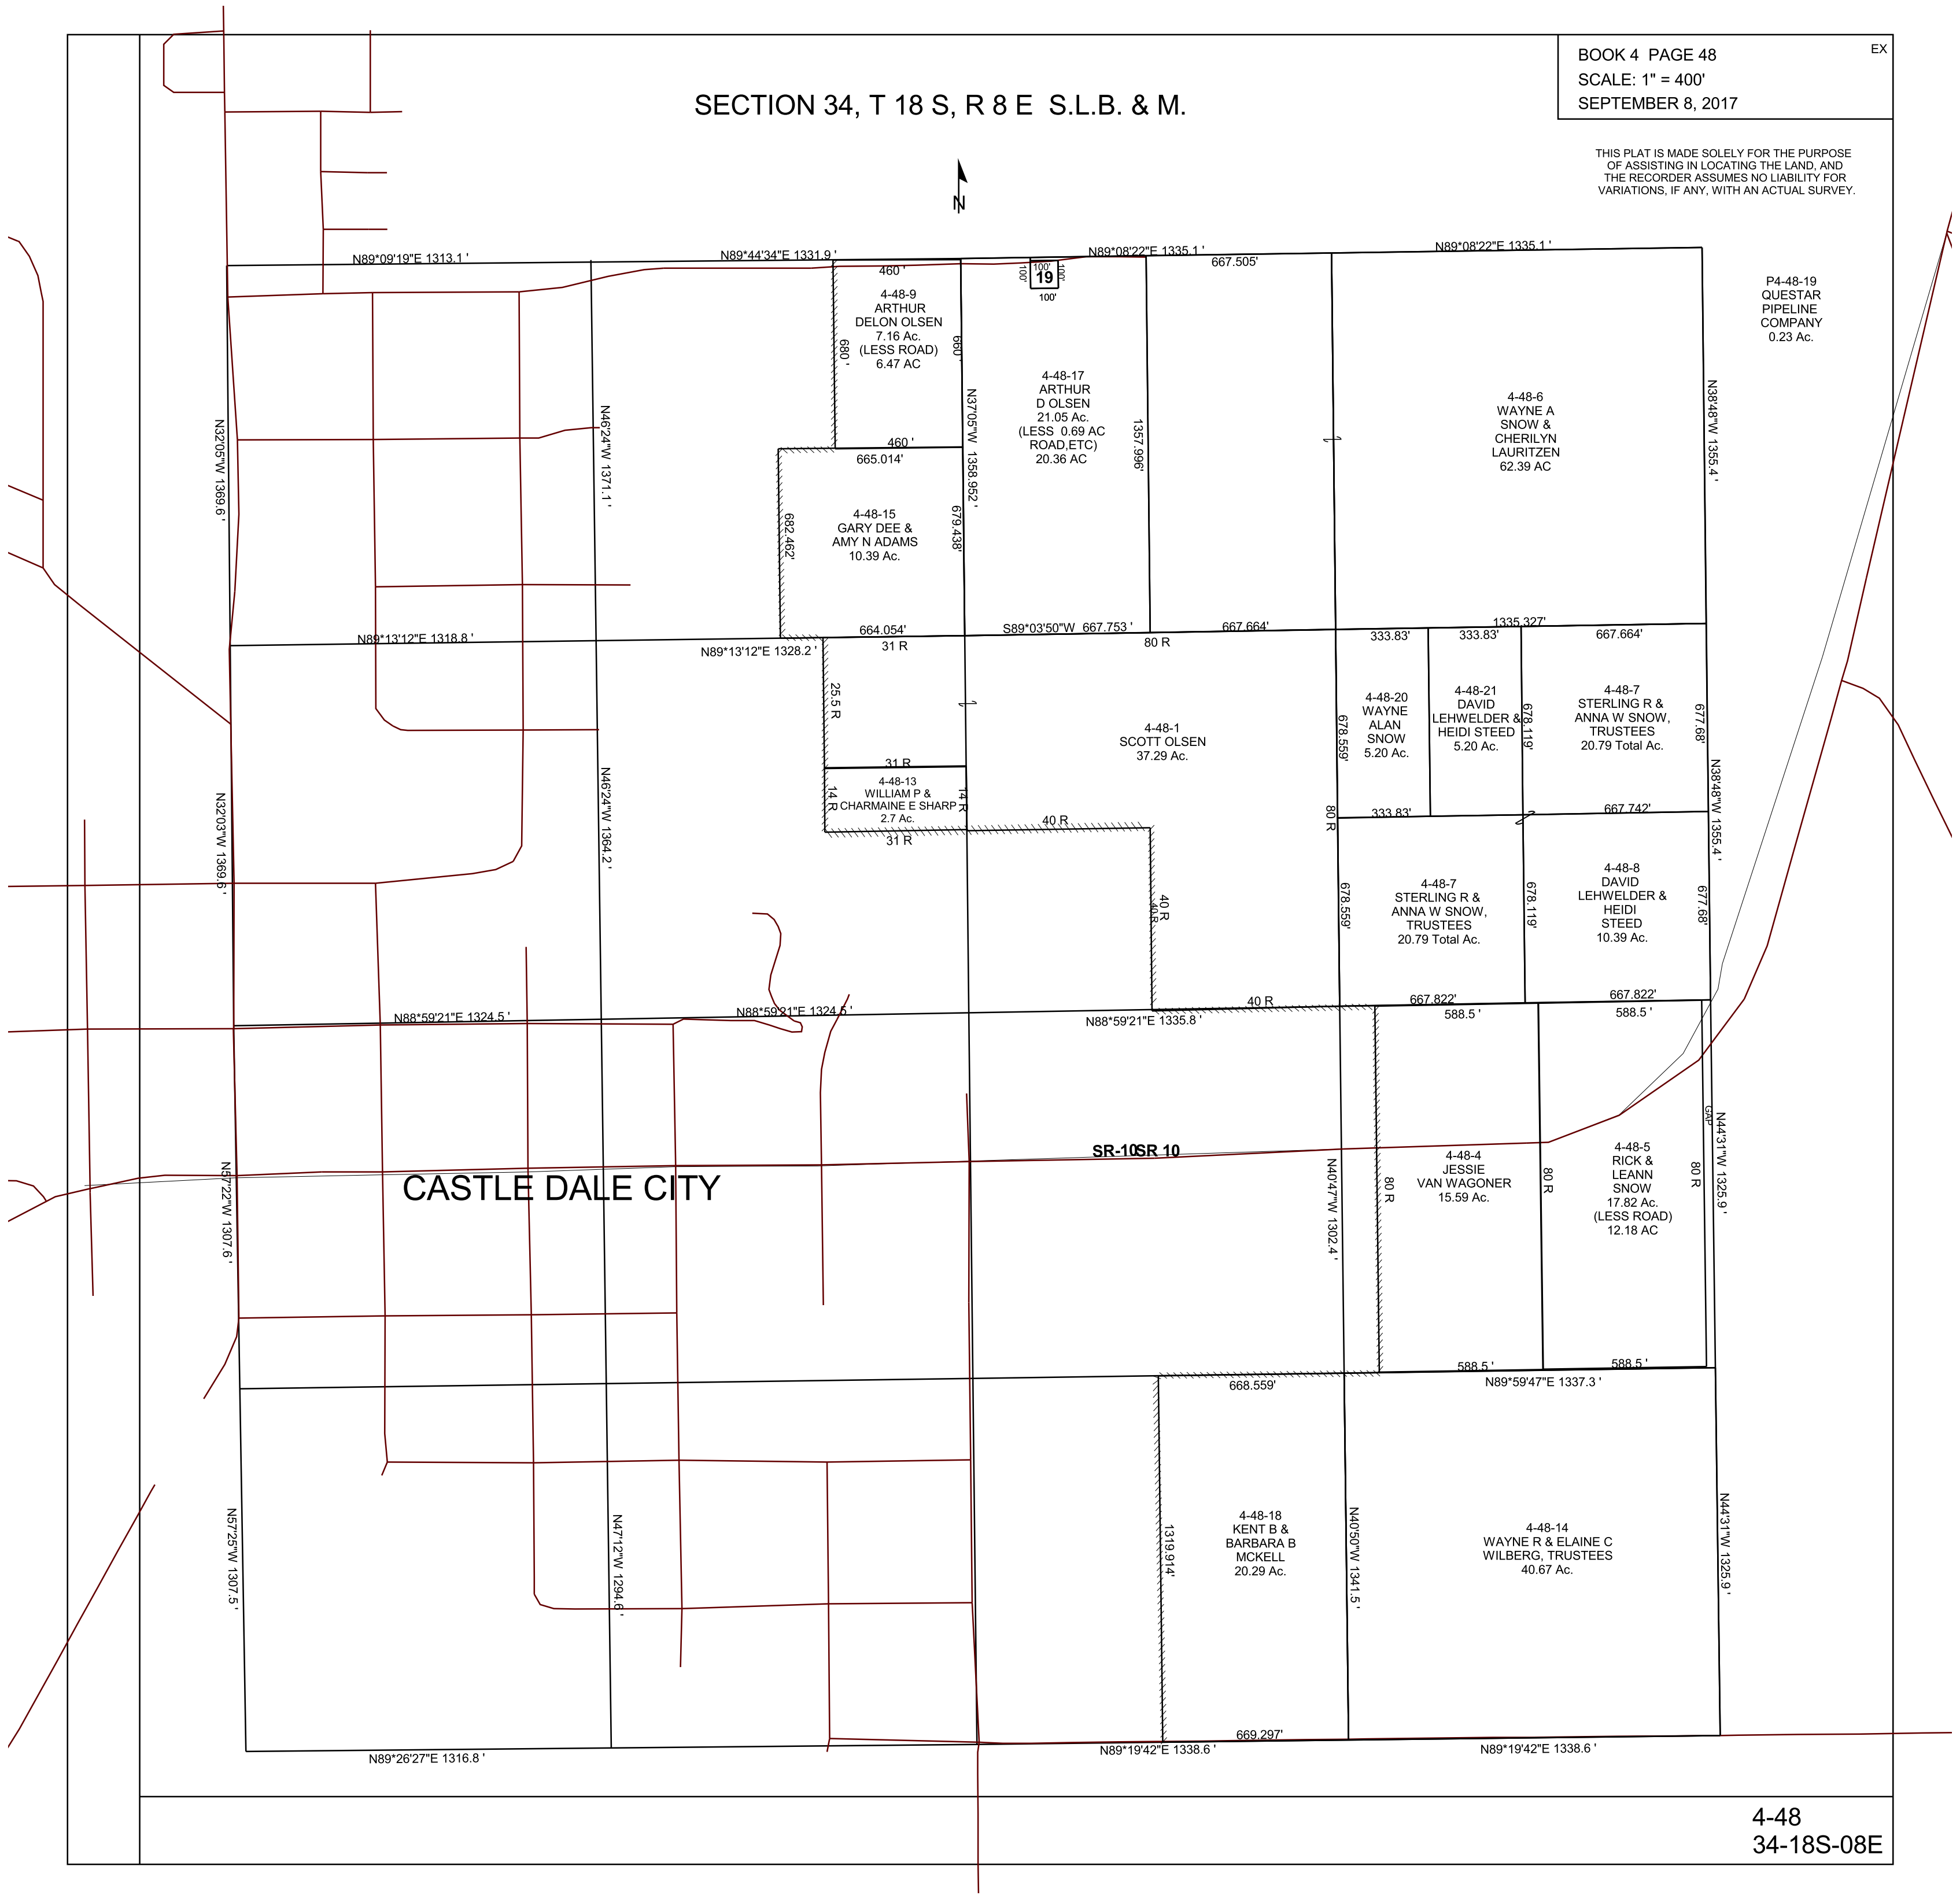 BOOK 4 PAGE 48
EX
SCALE: 1" = 400'
SEPTEMBER 8, 2017
SECTION 34, T 18 S, R 8 E S.L.B. & M.
THIS PLAT IS MADE SOLELY FOR THE PURPOSE
OF ASSISTING IN LOCATING THE LAND, AND
THE RECORDER ASSUMES NO LIABILITY FOR
VARIATIONS, IF ANY, WITH AN ACTUAL SURVEY.
N
N89*09'19"E 1313.1 '
N89*44'34"E 1331.9 '
N89*08'22"E 1335.1 '
N89*08'22"E 1335.1 '
460 '
100'
100'
100'
19
100'
667.505'
P4-48-19
QUESTAR
PIPELINE
COMPANY
0.23 Ac.
4-48-9
ARTHUR
DELON OLSEN
7.16 Ac.
(LESS ROAD)
6.47 AC
680 '
660 '
4-48-17
ARTHUR
D OLSEN
21.05 Ac.
(LESS 0.69 AC
ROAD,ETC)
20.36 AC
4-48-6
WAYNE A
SNOW &
CHERILYN
LAURITZEN
62.39 AC
N32'05"W 1369.6 '
N46'24"W 1371.1 '
N37'05"W 1358.952 '
1357.996'
N38'48"W 1355.4 '
460 '
665.014'
4-48-15
GARY DEE &
AMY N ADAMS
10.39 Ac.
682.462'
679.438'
664.054'
31 R
N89*13'12"E 1318.8 '
N89*13'12"E 1328.2 '
S89*03'50"W 667.753 '
80 R
667.664'
1335.327'
333.83'
333.83'
667.664'
25.5 R
4-48-1
SCOTT OLSEN
37.29 Ac.
4-48-20
WAYNE
ALAN
SNOW
5.20 Ac.
4-48-21
DAVID
LEHWELDER &
HEIDI STEED
5.20 Ac.
4-48-7
STERLING R &
ANNA W SNOW,
TRUSTEES
20.79 Total Ac.
678.559'
678.119'
677.68'
31 R
4-48-13
WILLIAM P &
CHARMAINE E SHARP
2.7 Ac.
14 R
14 R
31 R
40 R
80 R
333.83'
667.742'
N32'03"W 1369.6 '
N46'24"W 1364.2 '
N38'48"W 1355.4 '
40 R
40 R
678.559'
4-48-7
STERLING R &
ANNA W SNOW,
TRUSTEES
20.79 Total Ac.
678.119'
4-48-8
DAVID
LEHWELDER &
HEIDI
STEED
10.39 Ac.
677.68'
N88*59'21"E 1324.5 '
N88*59'21"E 1324.5 '
N88*59'21"E 1335.8 '
40 R
667.822'
667.822'
588.5 '
588.5 '
GAP
SR-10
SR 10
CASTLE DALE CITY
N57'22"W 1307.6 '
N40'47"W 1302.4 '
80 R
4-48-4
JESSIE
VAN WAGONER
15.59 Ac.
80 R
4-48-5
RICK &
LEANN
SNOW
17.82 Ac.
(LESS ROAD)
12.18 AC
80 R
N44'31"W 1325.9 '
588.5 '
588.5 '
668.559'
N89*59'47"E 1337.3 '
N57'25"W 1307.5 '
N47'12"W 1294.6 '
1319.914'
4-48-18
KENT B &
BARBARA B
MCKELL
20.29 Ac.
N40'50"W 1341.5 '
4-48-14
WAYNE R & ELAINE C
WILBERG, TRUSTEES
40.67 Ac.
N44'31"W 1325.9 '
N89*26'27"E 1316.8 '
669.297'
N89*19'42"E 1338.6 '
N89*19'42"E 1338.6 '
4-48
34-18S-08E